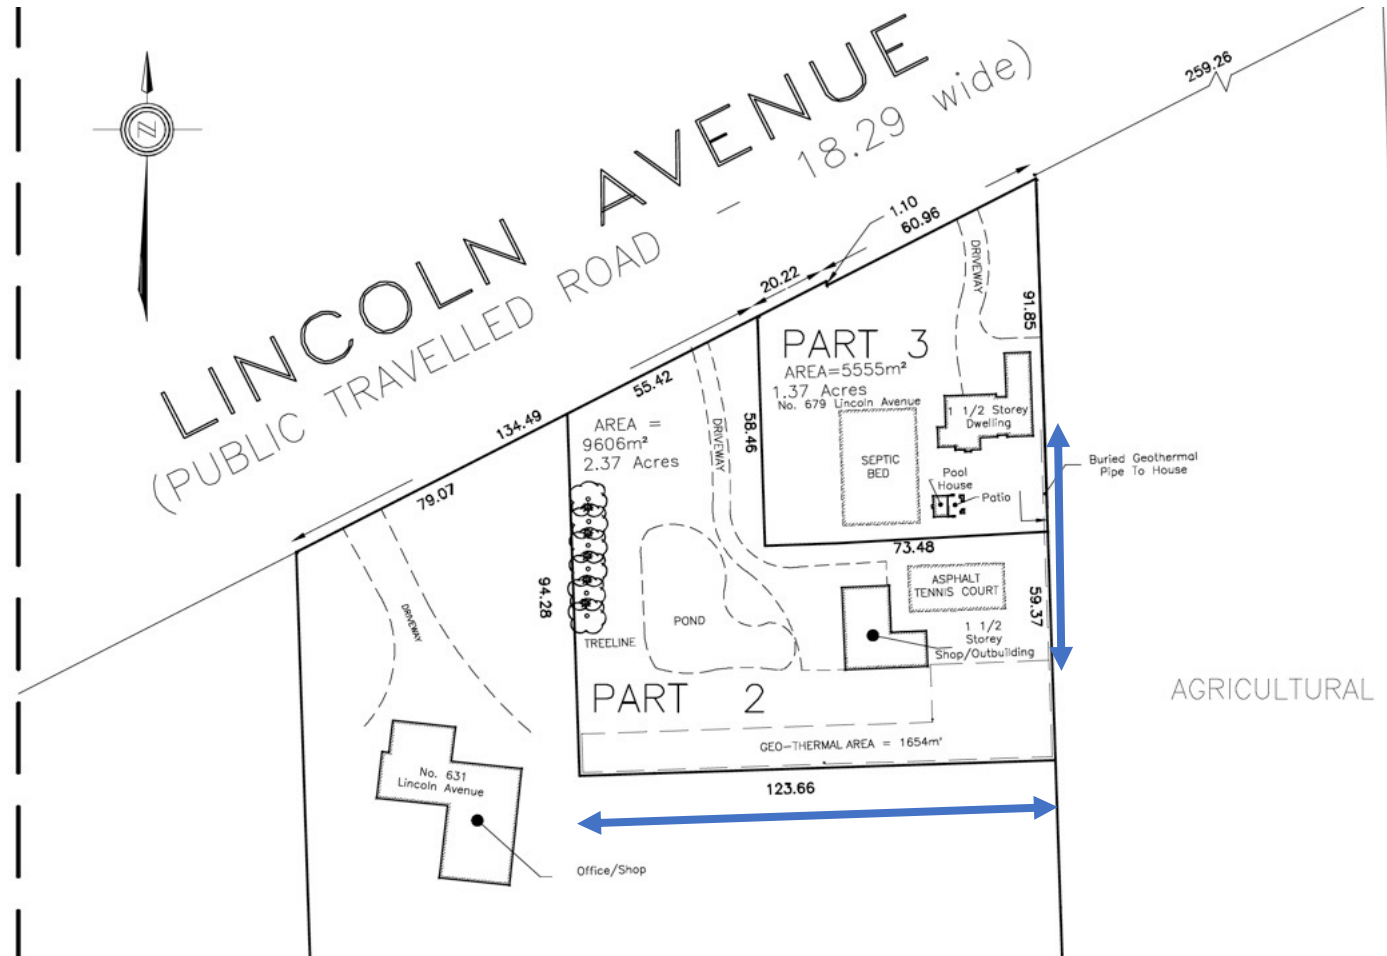 N
LINCOLN AVENUE
(PUBLIC TRAVELLED ROAD – 18.29 wide)
259.26
1.10
60.96
20.22
55.42
134.49
79.07
DRIVEWAY
91.85
PART 3
AREA=5555m²
1.37 Acres
No. 679 Lincoln Avenue
1 1/2 Storey
Dwelling
58.46
DRIVEWAY
AREA =
9606m²
2.37 Acres
SEPTIC
BED
Pool
House
Patio
Buried Geothermal
Pipe To House
73.48
ASPHALT
TENNIS COURT
59.37
94.28
DRIVEWAY
POND
TREELINE
1 1/2
Storey
Shop/Outbuilding
PART 2
AGRICULTURAL
GEO-THERMAL AREA = 1654m²
123.66
No. 631
Lincoln Avenue
Office/Shop